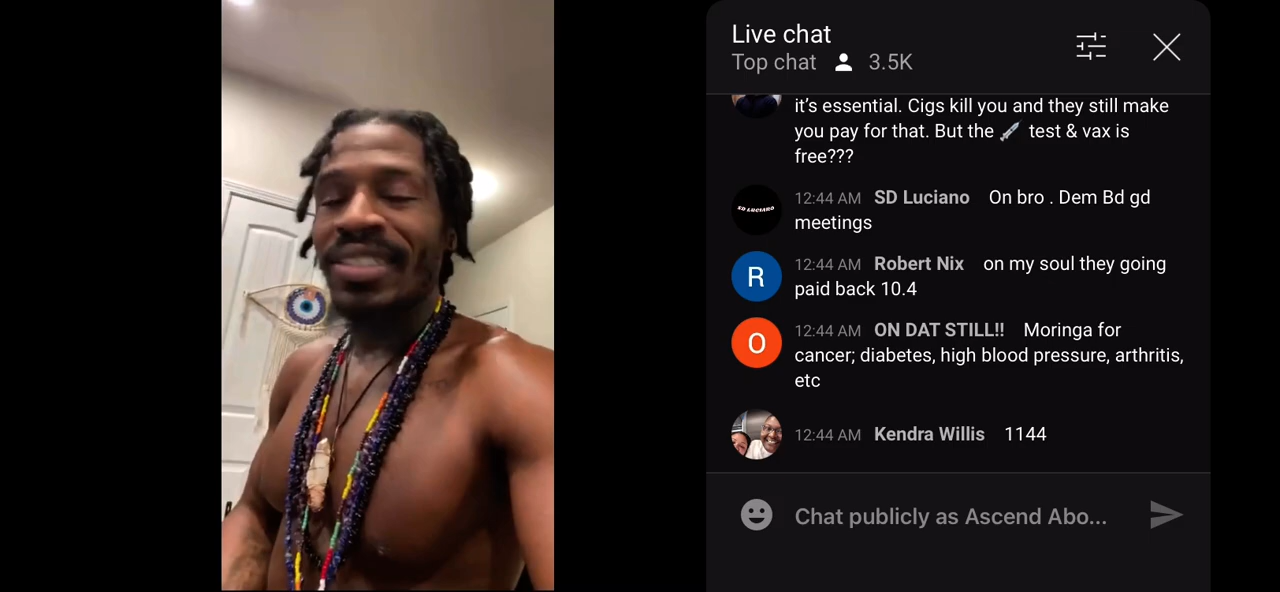 Live chat
Top chat 3.5K
it's essential. Cigs kill you and they still make
you pay for that. But the 🚀 test & vax is
free???
SD LUCIANO
12:44 AM SD Luciano On bro . Dem Bd gd
meetings
R
12:44 AM Robert Nix on my soul they going
paid back 10.4
O
12:44 AM ON DAT STILL!! Moringa for
cancer; diabetes, high blood pressure, arthritis,
etc
12:44 AM Kendra Willis 1144
Chat publicly as Ascend Abo...